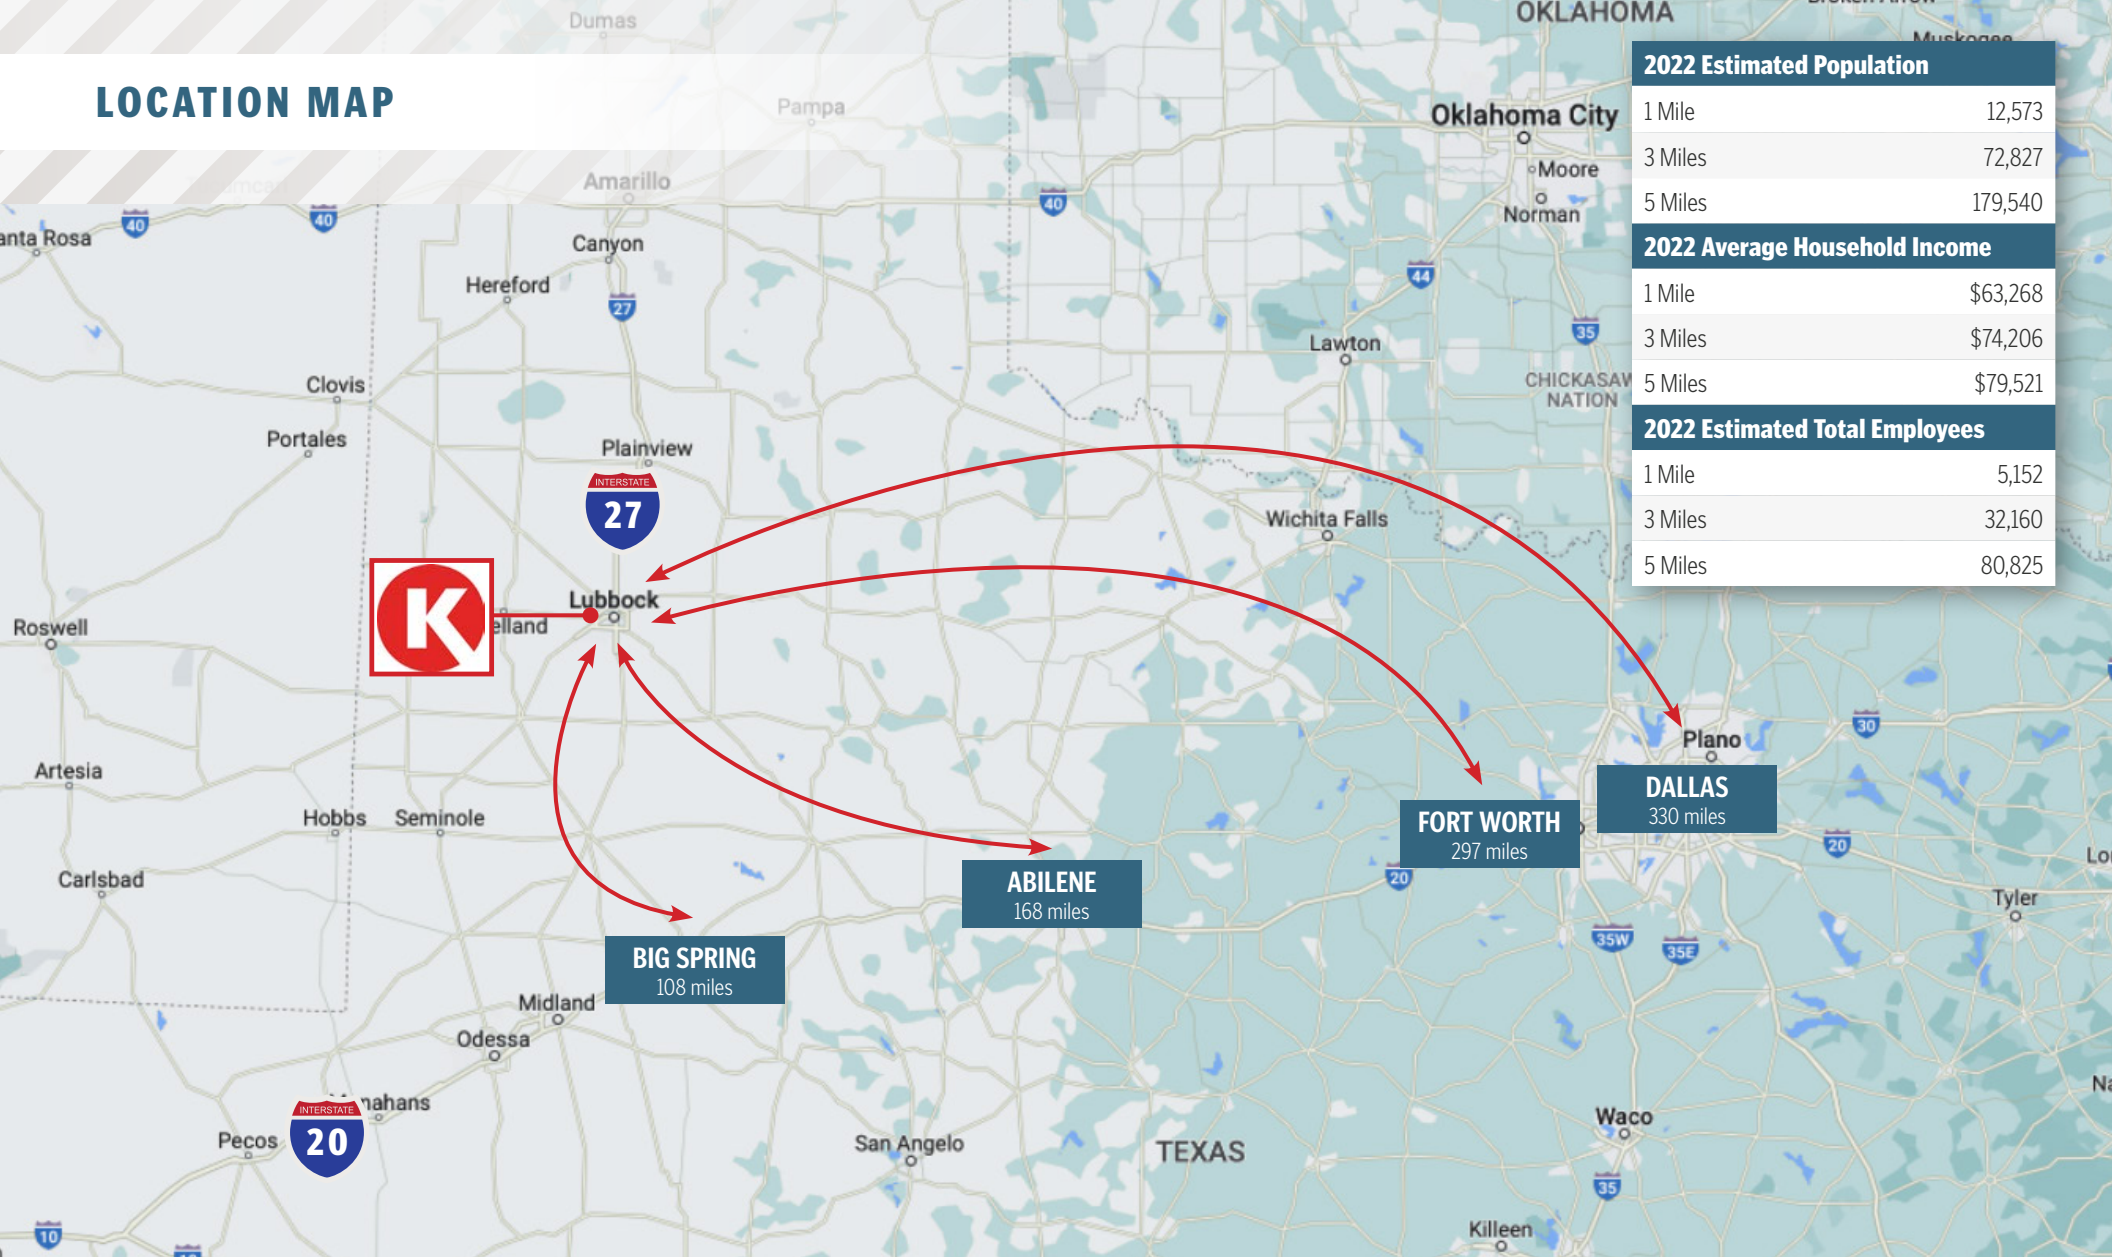 LOCATION MAP
2022 Estimated Population
1 Mile 12,573
3 Miles 72,827
5 Miles 179,540
2022 Average Household Income
1 Mile $63,268
3 Miles $74,206
5 Miles $79,521
2022 Estimated Total Employees
1 Mile 5,152
3 Miles 32,160
5 Miles 80,825
Dumas
OKLAHOMA
Muskogee
Pampa
Oklahoma City
Moore
Amarillo
Norman
40
40
40
anta Rosa
Canyon
Hereford
27
44
35
Lawton
CHICKASAW
NATION
Clovis
Portales
Plainview
INTERSTATE
27
Wichita Falls
K
Lubbock
elland
Roswell
Plano
30
Artesia
DALLAS
330 miles
Hobbs
Seminole
FORT WORTH
297 miles
20
20
Carlsbad
ABILENE
168 miles
Tyler
35W
35E
BIG SPRING
108 miles
Midland
Odessa
nahans
INTERSTATE
20
Pecos
San Angelo
TEXAS
Waco
35
10
Killeen